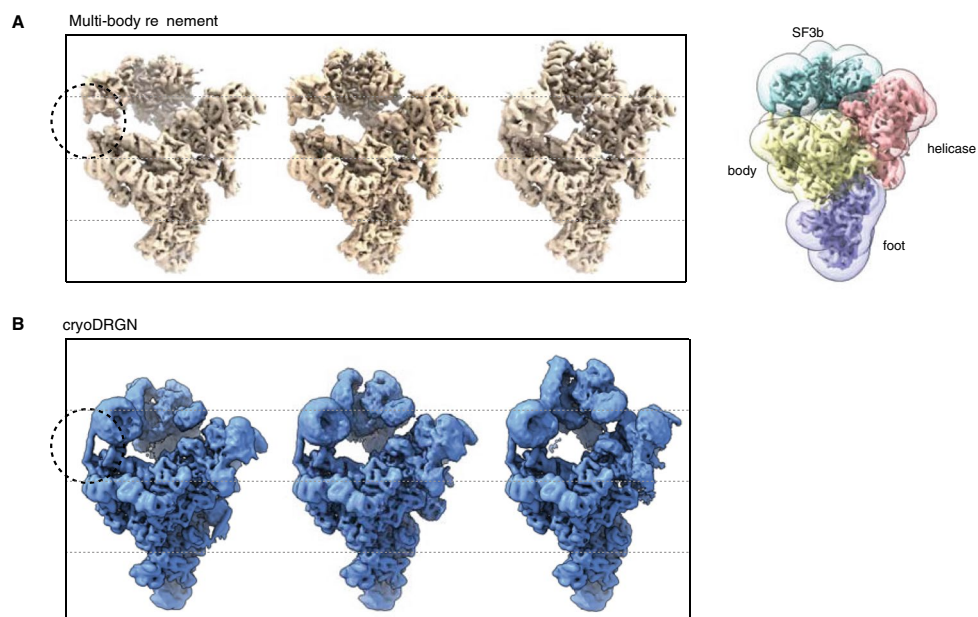 A
Multi-body re nement
SF3b
helicase
body
foot
B
cryoDRGN